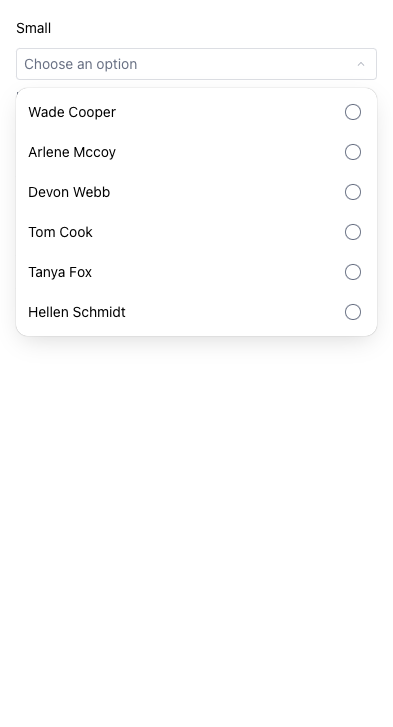 Small
Choose an option
Wade Cooper
Arlene Mccoy
Devon Webb
Tom Cook
Tanya Fox
Hellen Schmidt